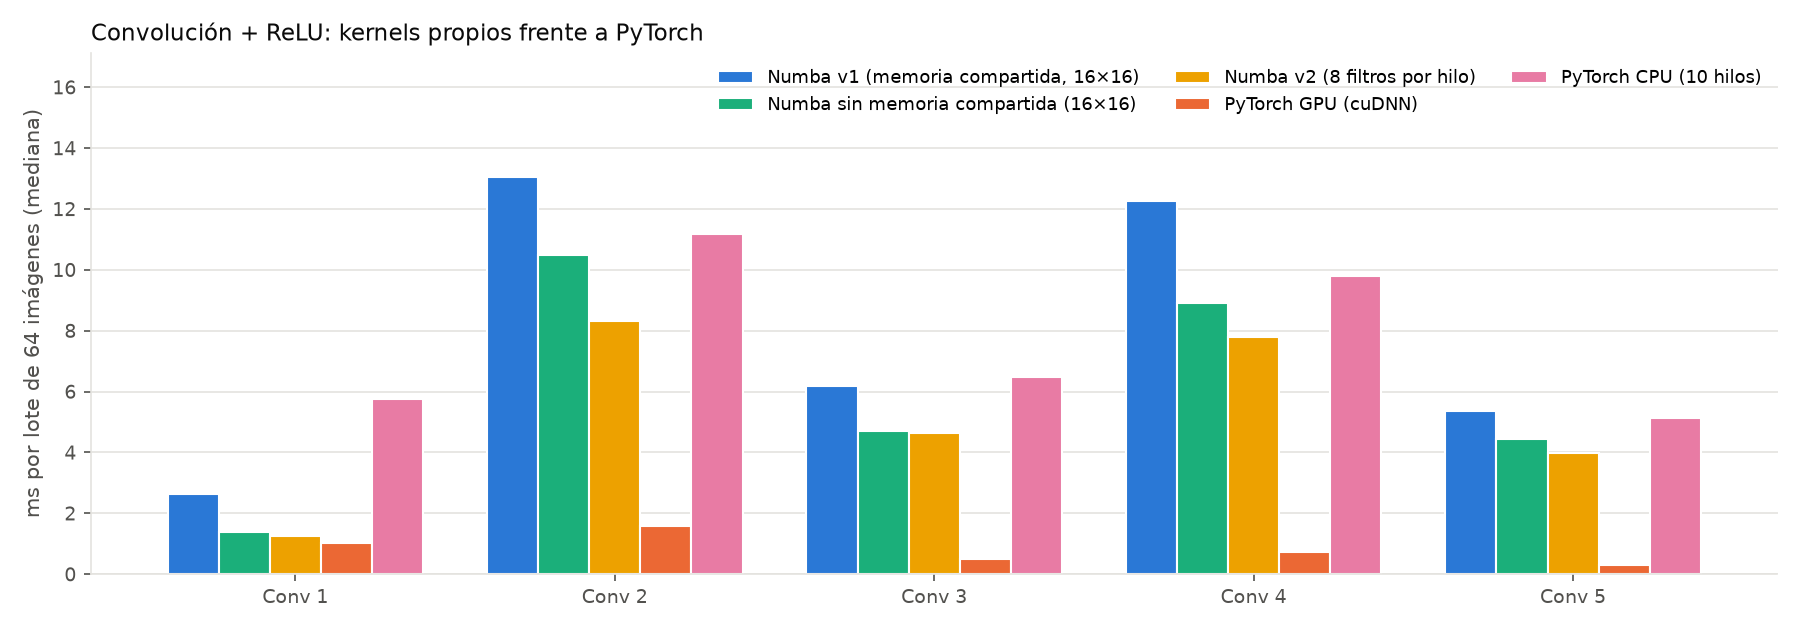 Convolución + ReLU: kernels propios frente a PyTorch
Numba v1 (memoria compartida, 16×16)
Numba sin memoria compartida (16×16)
Numba v2 (8 filtros por hilo)
PyTorch GPU (cuDNN)
PyTorch CPU (10 hilos)
ms por lote de 64 imágenes (mediana)
16
14
12
10
8
6
4
2
0
Conv 1
Conv 2
Conv 3
Conv 4
Conv 5